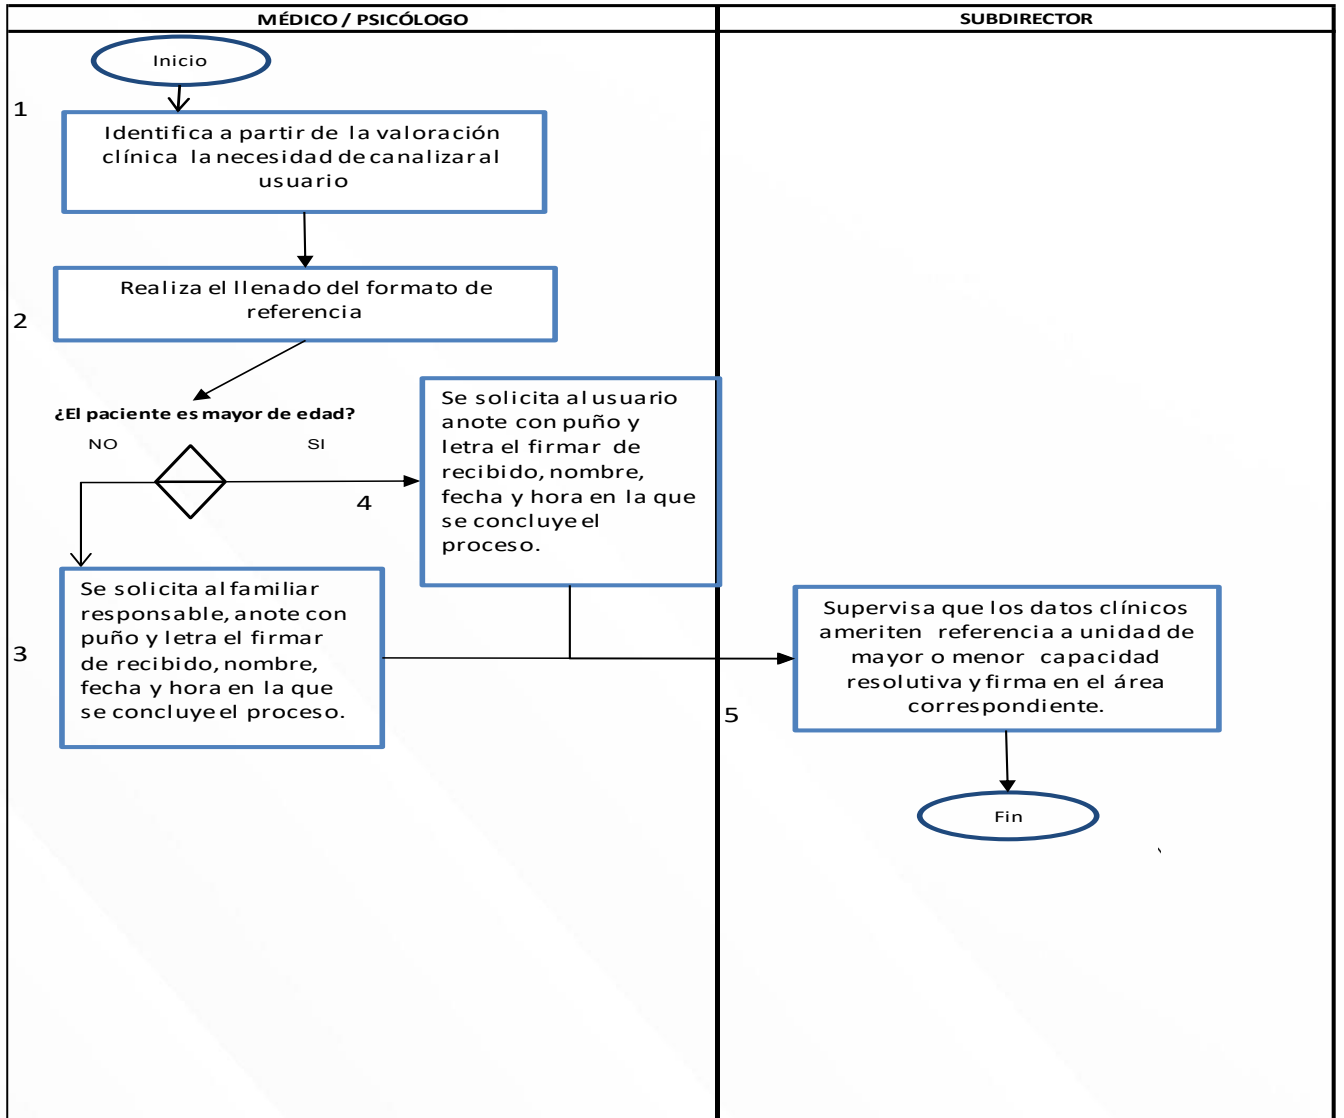 MÉDICO / PSICÓLOGO
SUBDIRECTOR
Inicio
1
Identifica a partir de la valoración
clínica la necesidad de canalizar al
usuario
2
Realiza el llenado del formato de
referencia
¿El paciente es mayor de edad?
NO
SI
4
Se solicita al usuario
anote con puño y
letra el firmar de
recibido, nombre,
fecha y hora en la que
se concluye el
proceso.
3
Se solicita al familiar
responsable, anote con
puño y letra el firmar
de recibido, nombre,
fecha y hora en la que
se concluye el proceso.
5
Supervisa que los datos clínicos
ameriten referencia a unidad de
mayor o menor capacidad
resolutiva y firma en el área
correspondiente.
Fin